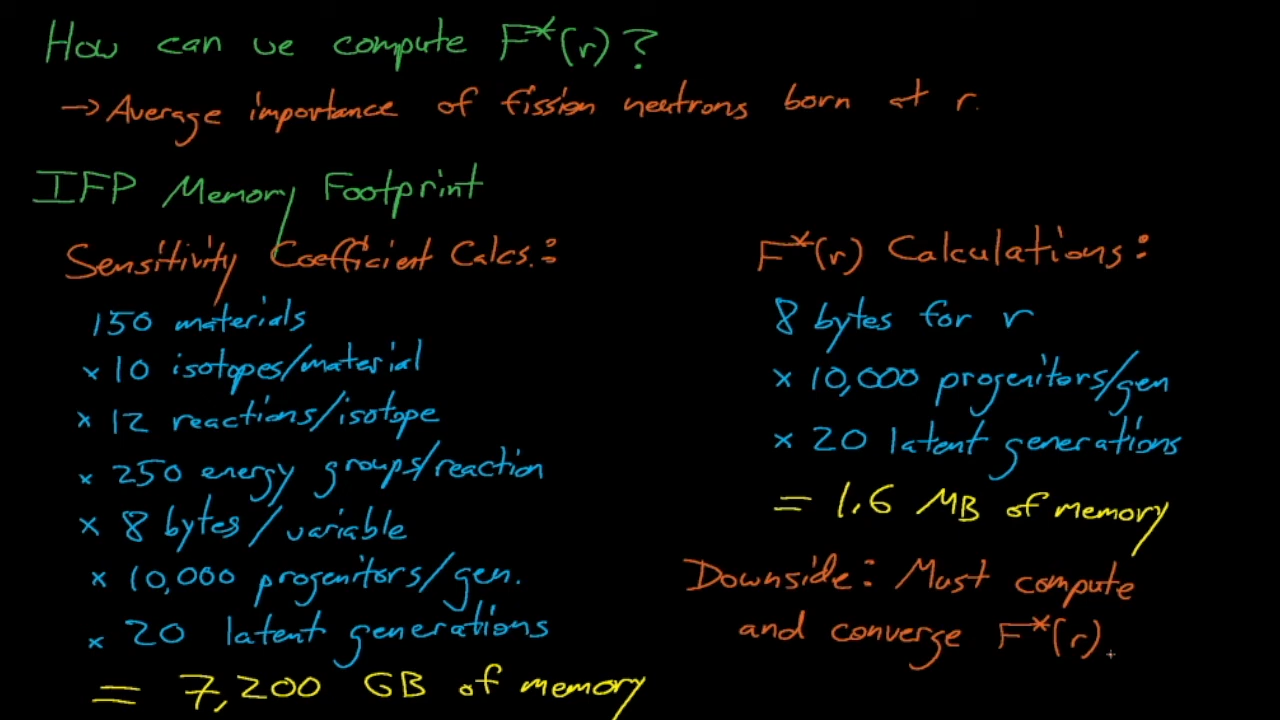 How can we compute F*(r)?
→ Average importance of fission neutrons born at r.
IFP Memory Footprint
Sensitivity Coefficient Calcs.:
150 materials
× 10 isotopes/material
× 12 reactions/isotope
× 250 energy groups/reaction
× 8 bytes/variable
× 10,000 progenitors/gen.
× 20 latent generations
= 7,200 GB of memory
F*(r) Calculations:
8 bytes for r
× 10,000 progenitors/gen
× 20 latent generations
= 1.6 MB of memory
Downside: Must compute
and converge F*(r).